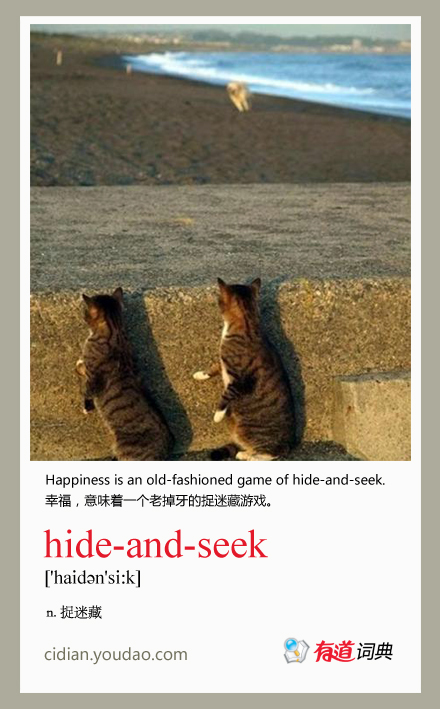 Happiness is an old-fashioned game of hide-and-seek.
幸福，意味着一个老掉牙的捉迷藏游戏。
hide-and-seek
['haidən'si:k]
n. 捉迷藏
cidian.youdao.com
有道词典